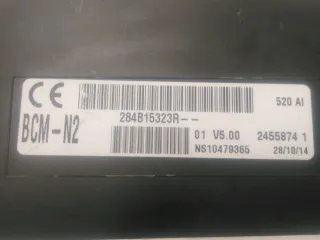 CE
520 AI
BCM-N2
284B15323R--
01 V5.00 2455874 1
NS10479365 28/10/14